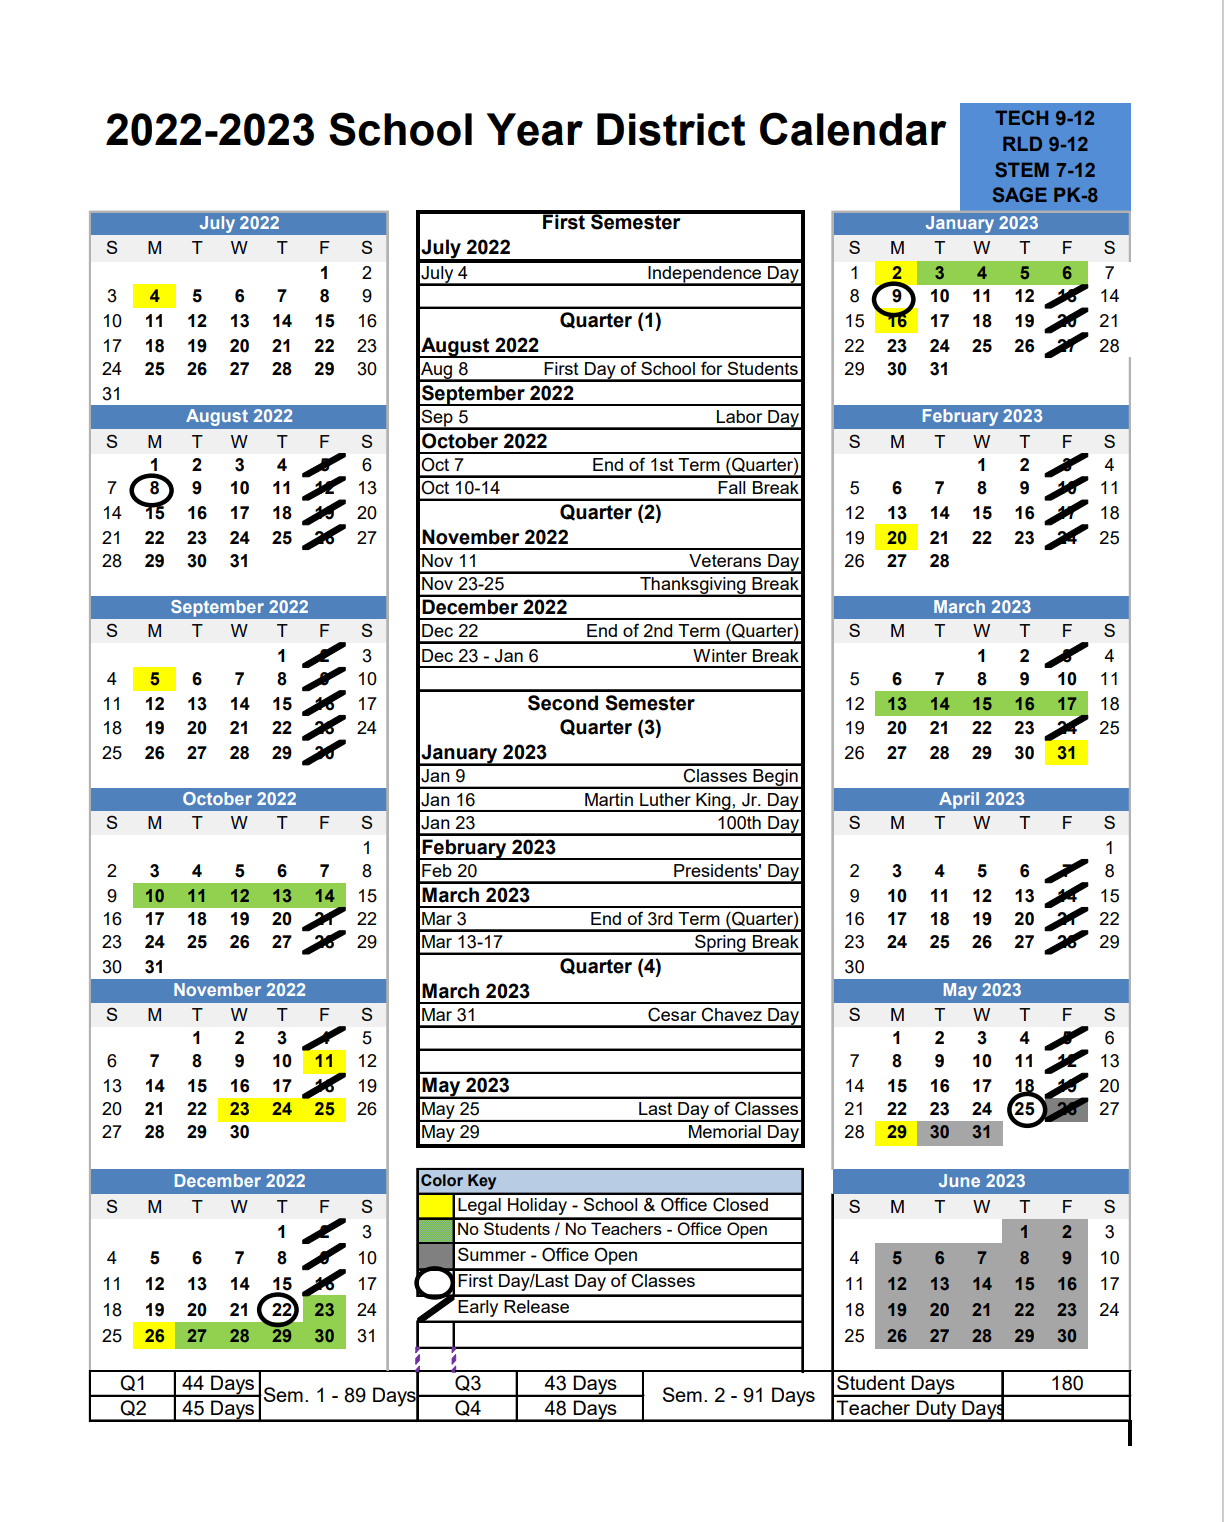 2022-2023 School Year District Calendar
TECH 9-12
RLD 9-12
STEM 7-12
SAGE PK-8
July 2022
S M T W T F S
1 2
3 4 5 6 7 8 9
10 11 12 13 14 15 16
17 18 19 20 21 22 23
24 25 26 27 28 29 30
31
August 2022
S M T W T F S
1 2 3 4 5 6
7 8 9 10 11 12 13
14 15 16 17 18 19 20
21 22 23 24 25 26 27
28 29 30 31
September 2022
S M T W T F S
1 2 3
4 5 6 7 8 9 10
11 12 13 14 15 16 17
18 19 20 21 22 23 24
25 26 27 28 29 30
October 2022
S M T W T F S
1
2 3 4 5 6 7 8
9 10 11 12 13 14 15
16 17 18 19 20 21 22
23 24 25 26 27 28 29
30 31
November 2022
S M T W T F S
1 2 3 4 5
6 7 8 9 10 11 12
13 14 15 16 17 18 19
20 21 22 23 24 25 26
27 28 29 30
December 2022
S M T W T F S
1 2 3
4 5 6 7 8 9 10
11 12 13 14 15 16 17
18 19 20 21 22 23 24
25 26 27 28 29 30 31
First Semester
July 2022
July 4 Independence Day
Quarter (1)
August 2022
Aug 8 First Day of School for Students
September 2022
Sep 5 Labor Day
October 2022
Oct 7 End of 1st Term (Quarter)
Oct 10-14 Fall Break
Quarter (2)
November 2022
Nov 11 Veterans Day
Nov 23-25 Thanksgiving Break
December 2022
Dec 22 End of 2nd Term (Quarter)
Dec 23 - Jan 6 Winter Break
Second Semester
Quarter (3)
January 2023
Jan 9 Classes Begin
Jan 16 Martin Luther King, Jr. Day
Jan 23 100th Day
February 2023
Feb 20 Presidents' Day
March 2023
Mar 3 End of 3rd Term (Quarter)
Mar 13-17 Spring Break
Quarter (4)
March 2023
Mar 31 Cesar Chavez Day
May 2023
May 25 Last Day of Classes
May 29 Memorial Day
Color Key
Legal Holiday - School & Office Closed
No Students / No Teachers - Office Open
Summer - Office Open
First Day/Last Day of Classes
Early Release
January 2023
S M T W T F S
1 2 3 4 5 6 7
8 9 10 11 12 13 14
15 16 17 18 19 20 21
22 23 24 25 26 27 28
29 30 31
February 2023
S M T W T F S
1 2 3 4
5 6 7 8 9 10 11
12 13 14 15 16 17 18
19 20 21 22 23 24 25
26 27 28
March 2023
S M T W T F S
1 2 3 4
5 6 7 8 9 10 11
12 13 14 15 16 17 18
19 20 21 22 23 24 25
26 27 28 29 30 31
April 2023
S M T W T F S
1
2 3 4 5 6 7 8
9 10 11 12 13 14 15
16 17 18 19 20 21 22
23 24 25 26 27 28 29
30
May 2023
S M T W T F S
1 2 3 4 5 6
7 8 9 10 11 12 13
14 15 16 17 18 19 20
21 22 23 24 25 26 27
28 29 30 31
June 2023
S M T W T F S
1 2 3
4 5 6 7 8 9 10
11 12 13 14 15 16 17
18 19 20 21 22 23 24
25 26 27 28 29 30
Q1 44 Days
Q2 45 Days
Sem. 1 - 89 Days
Q3 43 Days
Q4 48 Days
Sem. 2 - 91 Days
Student Days 180
Teacher Duty Days